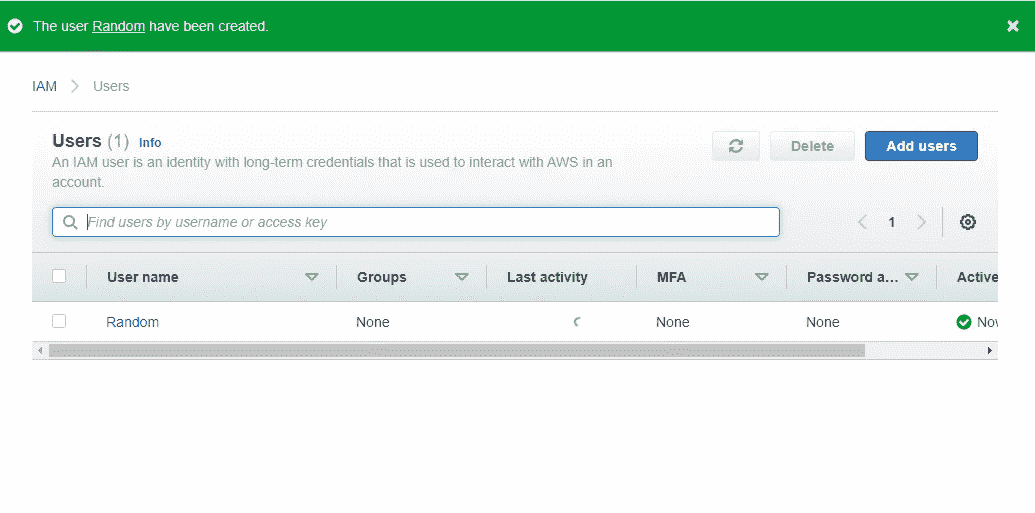 The user Random have been created.
IAM Users
Users (1) Info
An IAM user is an identity with long-term credentials that is used to interact with AWS in an
account.
Delete
Add users
Find users by username or access key
1
User name Groups Last activity MFA Password a... Active
Random None None None Nov